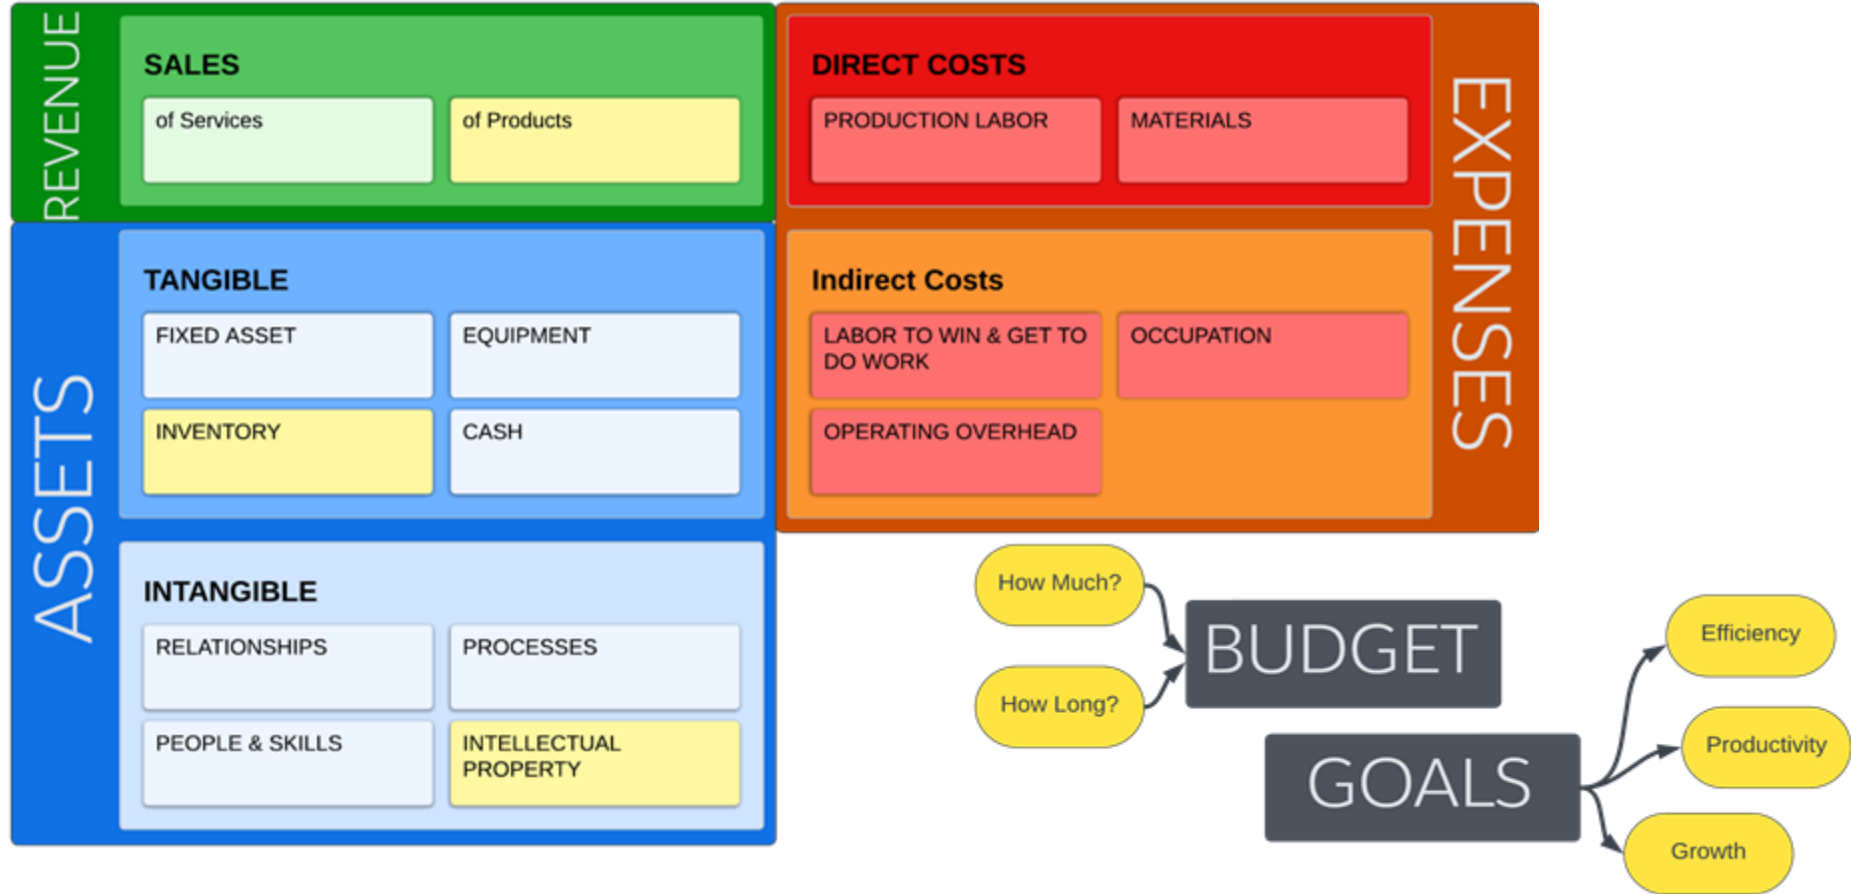 REVENUE
SALES
of Services
of Products
DIRECT COSTS
PRODUCTION LABOR
MATERIALS
EXPENSES
ASSETS
TANGIBLE
FIXED ASSET
EQUIPMENT
INVENTORY
CASH
Indirect Costs
LABOR TO WIN & GET TO
DO WORK
OCCUPATION
OPERATING OVERHEAD
INTANGIBLE
RELATIONSHIPS
PROCESSES
PEOPLE & SKILLS
INTELLECTUAL
PROPERTY
How Much?
How Long?
BUDGET
GOALS
Efficiency
Productivity
Growth